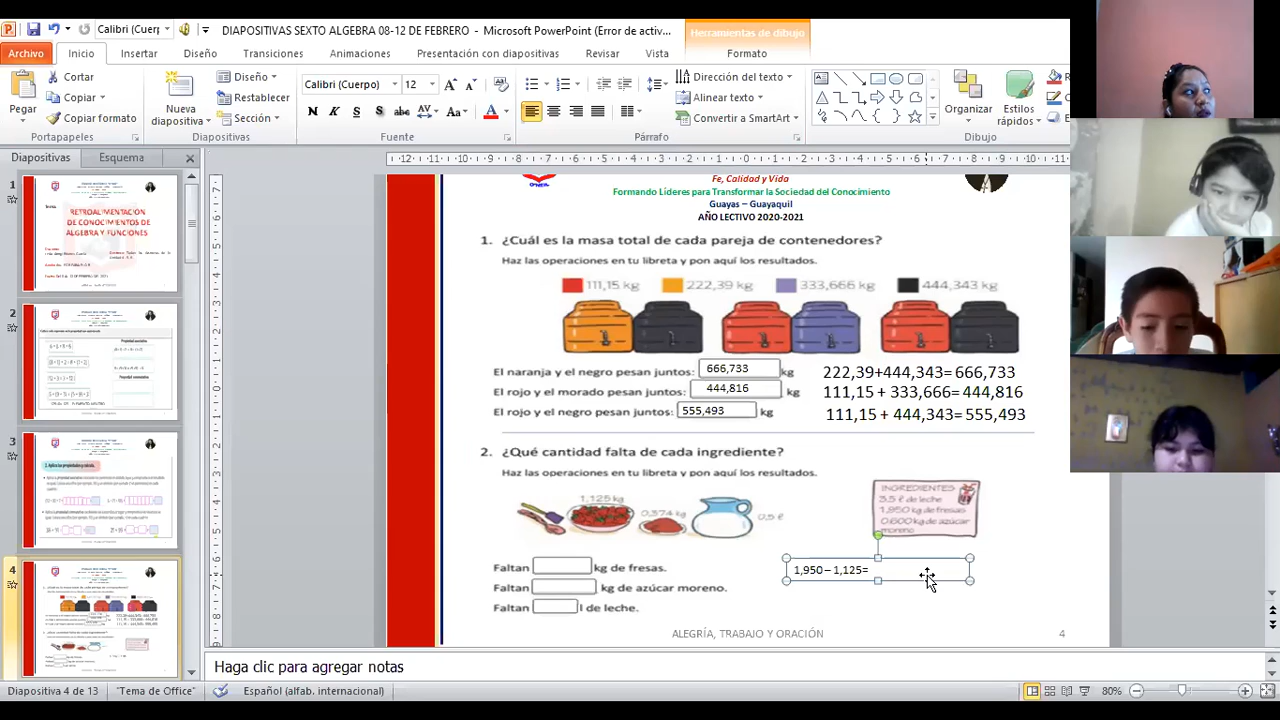 DIAPOSITIVAS SEXTO ALGEBRA 08-12 DE FEBRERO - Microsoft PowerPoint (Error de activ...
Herramientas de dibujo
Calibri (Cuerp
Archivo Inicio Insertar Diseño Transiciones Animaciones Presentación con diapositivas Revisar Vista Formato
Cortar
Copiar
Copiar formato
Pegar
Portapapeles
Nueva diapositiva
Diseño
Restablecer
Sección
Diapositivas
Calibri (Cuerpo) 12
Fuente
Párrafo
Dirección del texto
Alinear texto
Convertir a SmartArt
Organizar
Estilos rápidos
Dibujo
Diapositivas Esquema
1
RETROALIMENTACION
DE CONOCIMIENTOS DE
ALGEBRA Y FUNCIONES
2
3
4
Fe, Calidad y Vida
Formando Líderes para Transformar la Sociedad del Conocimiento
Guayas – Guayaquil
AÑO LECTIVO 2020-2021
1. ¿Cuál es la masa total de cada pareja de contenedores?
Haz las operaciones en tu libreta y pon aquí los resultados.
111,15 kg 222,39 kg 333,666 kg 444,343 kg
El naranja y el negro pesan juntos: 666,733 kg 222,39+444,343= 666,733
El rojo y el morado pesan juntos: 444,816 kg 111,15 + 333,666= 444,816
El rojo y el negro pesan juntos: 555,493 kg 111,15 + 444,343= 555,493
2. ¿Qué cantidad falta de cada ingrediente?
Haz las operaciones en tu libreta y pon aquí los resultados.
1,125 kg
0,374 kg
0,5 ℓ
INGREDIENTES
3,5 ℓ de leche
1,950 kg de fresas
0,600 kg de azúcar
moreno
Faltan kg de fresas.
1,950 – 1,125=
Faltan kg de azúcar moreno.
Faltan l de leche.
ALEGRÍA, TRABAJO Y ORACIÓN 4
Haga clic para agregar notas
Diapositiva 4 de 13 "Tema de Office" Español (alfab. internacional) 80%